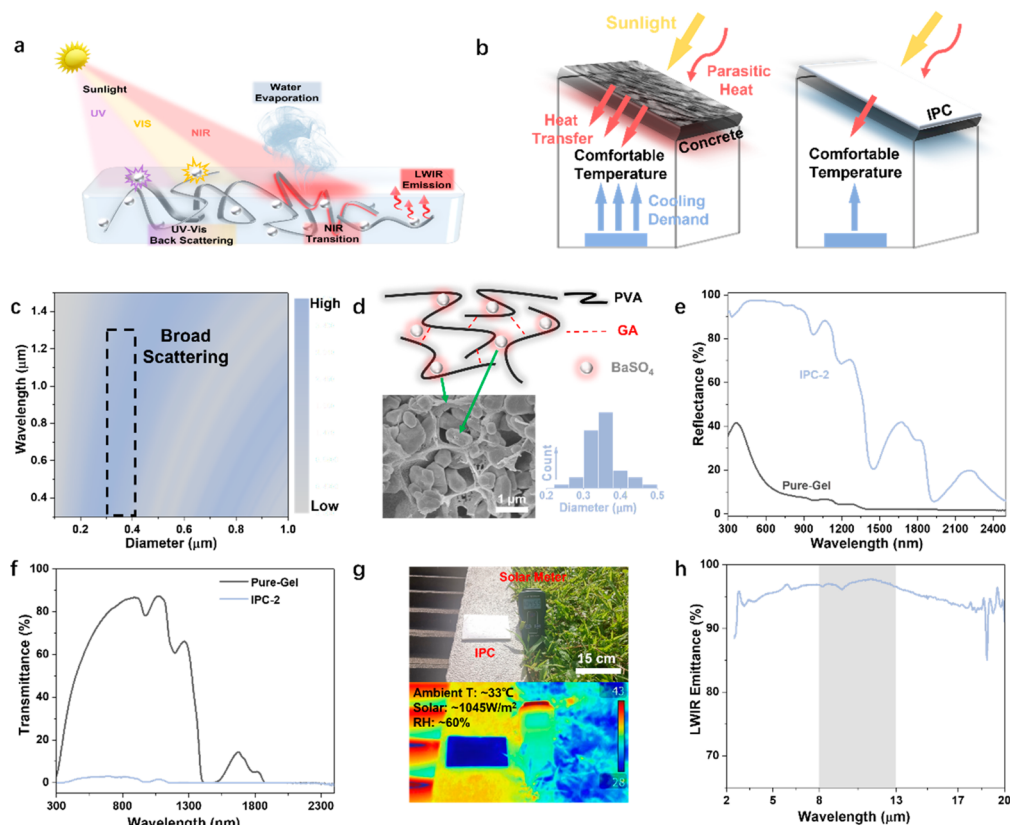 a
Sunlight
UV
VIS
NIR
Water
Evaporation
LWIR
Emission
UV-Vis
Back Scattering
NIR
Transition
b
Sunlight
Parasitic
Heat
Heat
Transfer
Concrete
Comfortable
Temperature
Cooling
Demand
IPC
Comfortable
Temperature
c
Wavelength (μm)
1.4
1.2
1.0
0.8
0.6
0.4
Broad
Scattering
High
Low
0.2
0.4
0.6
0.8
1.0
Diameter (μm)
d
PVA
GA
BaSO4
1 μm
Count
0.2 0.3 0.4 0.5
Diameter (μm)
e
Reflectance (%)
100
80
60
40
20
0
IPC-2
Pure-Gel
300 600 900 1200 1500 1800 2100 2400
Wavelength (nm)
f
Transmittance (%)
100
80
60
40
20
0
Pure-Gel
IPC-2
300 800 1300 1800
Wavelength (nm)
g
Solar Meter
IPC
15 cm
Ambient T: ~33℃
Solar: ~1045W/m2
RH: ~60%
43
28
h
LWIR Emittance (%)
100
90
80
70
2 5 8 13 17 20
Wavelength (μm)